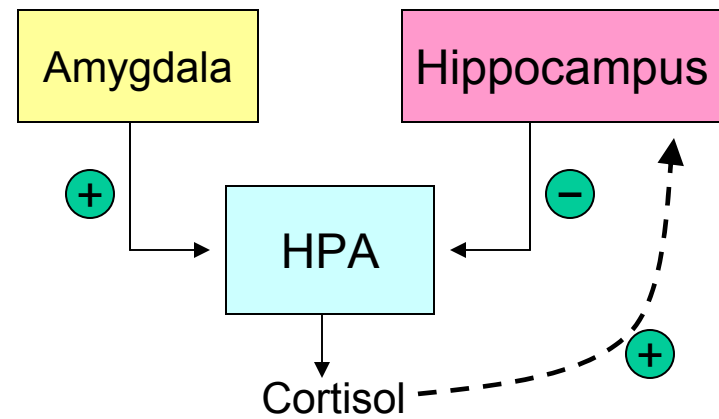 Amygdala
Hippocampus
+
−
HPA
+
Cortisol